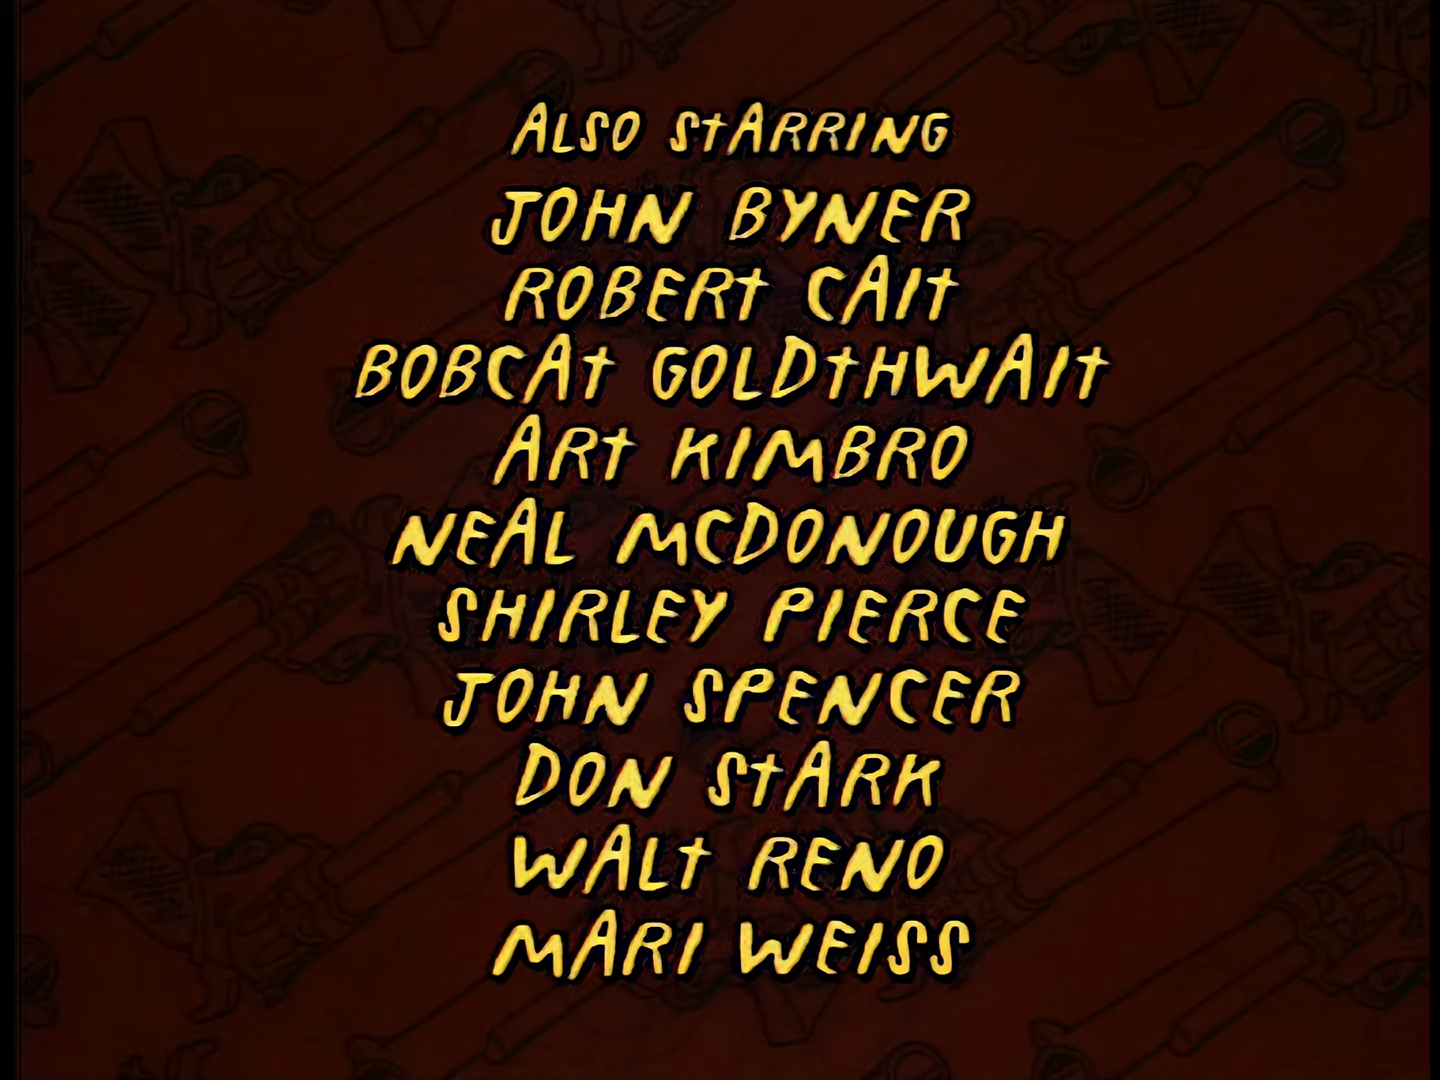 ALSO STARRING
JOHN BYNER
ROBERT CAIT
BOBCAT GOLDTHWAIT
ART KIMBRO
NEAL MCDONOUGH
SHIRLEY PIERCE
JOHN SPENCER
DON STARK
WALT RENO
MARI WEISS